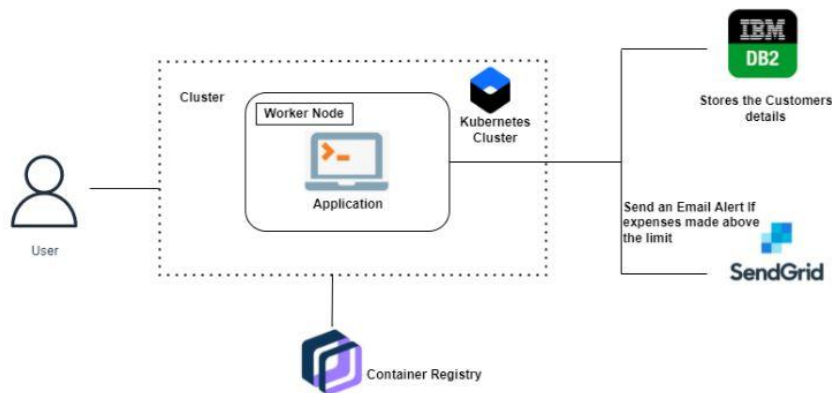 IBM
DB2
Stores the Customers
details
Cluster
Kubernetes
Cluster
Worker Node
Application
User
Send an Email Alert If
expenses made above
the limit
SendGrid
Container Registry